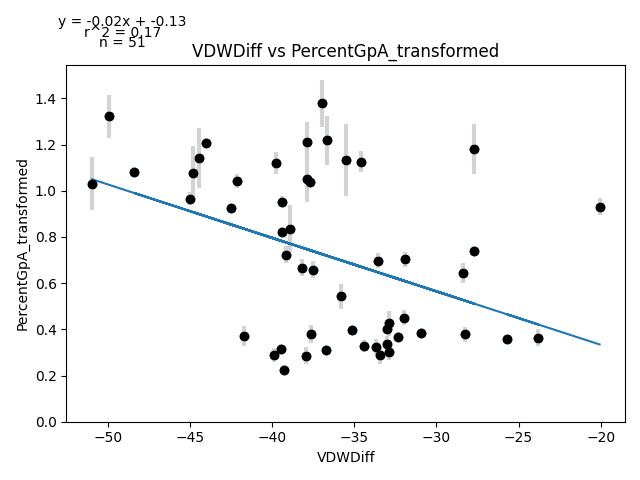 y = -0.02x + -0.13
r^2 = 0.17
n = 51
VDWDiff vs PercentGpA_transformed
1.4
1.2
1.0
0.8
0.6
0.4
0.2
0.0
PercentGpA_transformed
−50 −45 −40 −35 −30 −25 −20
VDWDiff